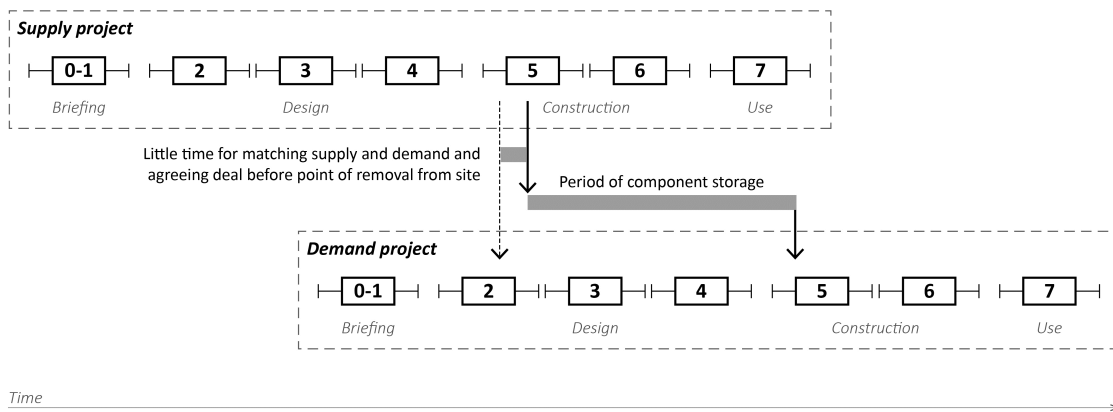 Supply project
0-1 2 3 4 5 6 7
Briefing Design Construction Use
Little time for matching supply and demand and
agreeing deal before point of removal from site
Period of component storage
Demand project
0-1 2 3 4 5 6 7
Briefing Design Construction Use
Time